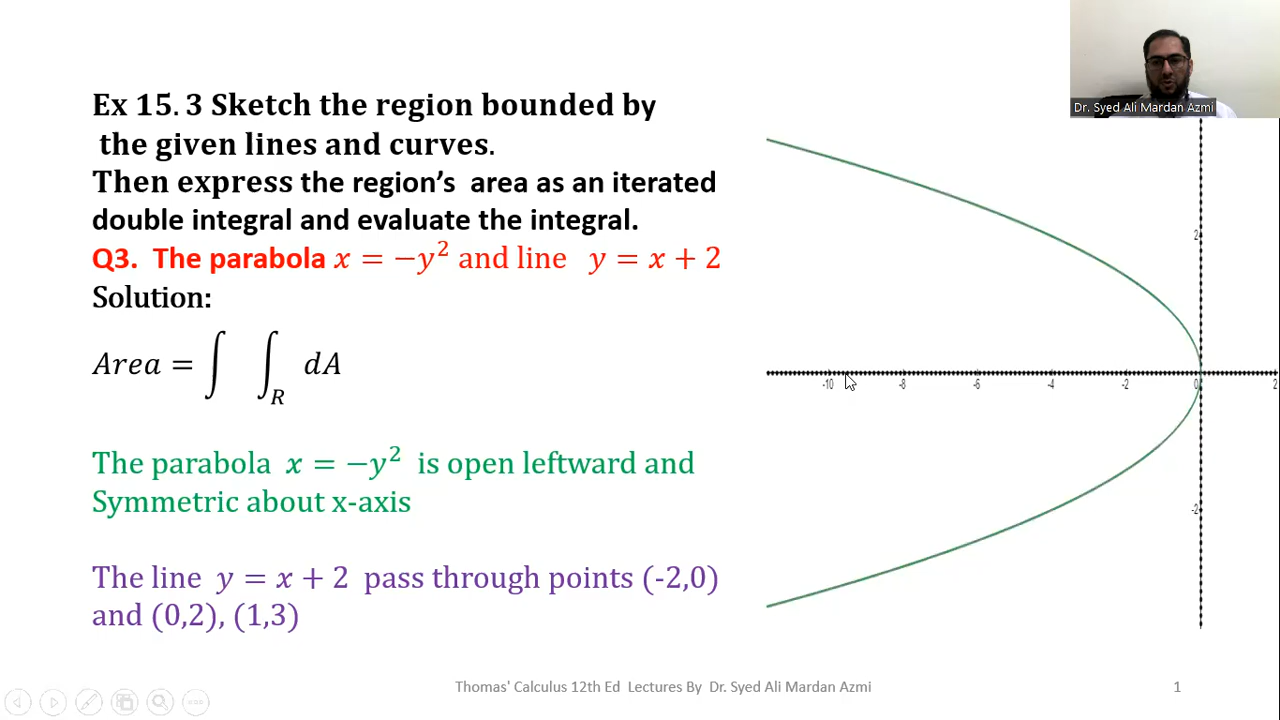 Dr. Syed Ali Mardan Azmi
Ex 15. 3 Sketch the region bounded by
the given lines and curves.
Then express the region's area as an iterated
double integral and evaluate the integral.
Q3. The parabola x = −y² and line y = x + 2
Solution:
Area = ∫ ∫_R dA
The parabola x = −y² is open leftward and
Symmetric about x-axis
The line y = x + 2 pass through points (-2,0)
and (0,2), (1,3)
2
-10 -8 -6 -4 -2 0 2
-2
Thomas' Calculus 12th Ed Lectures By Dr. Syed Ali Mardan Azmi
1